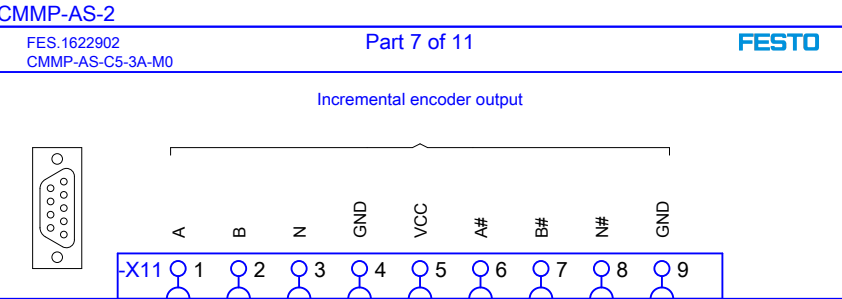 CMMP-AS-2
FES.1622902
CMMP-AS-C5-3A-M0
Part 7 of 11
FESTO
Incremental encoder output
A B N GND VCC A# B# N# GND
-X11 1 2 3 4 5 6 7 8 9